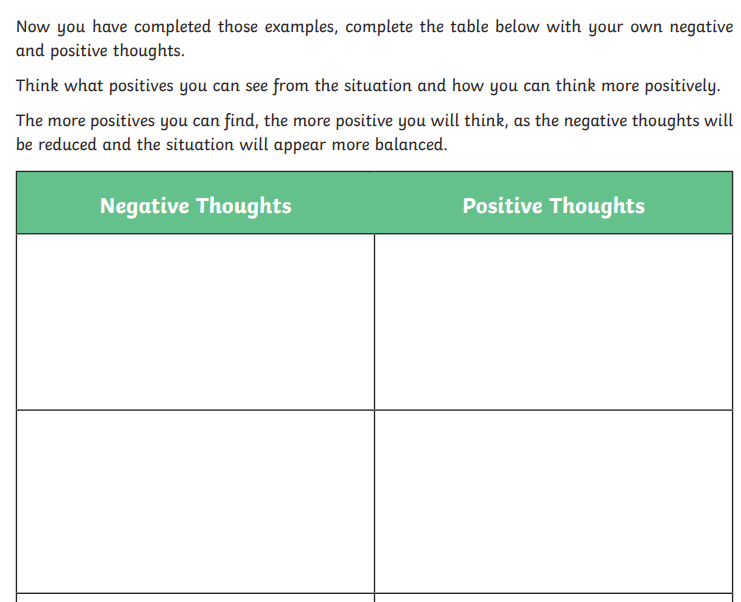 Now you have completed those examples, complete the table below with your own negative
and positive thoughts.
Think what positives you can see from the situation and how you can think more positively.
The more positives you can find, the more positive you will think, as the negative thoughts will
be reduced and the situation will appear more balanced.
Negative Thoughts
Positive Thoughts